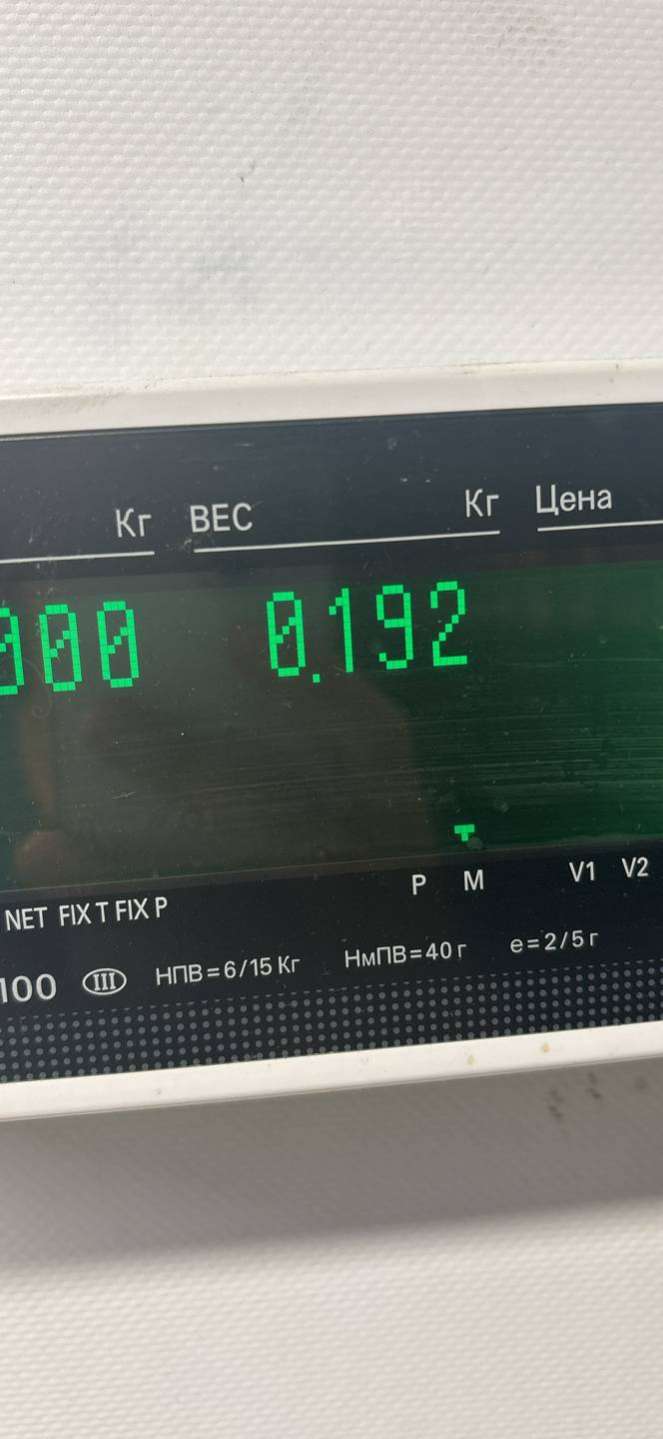 Кг ВЕС Кг Цена
000 0.192
NET FIX T FIX P P M V1 V2
100 III НПВ=6/15 Кг НмПВ=40 г e=2/5 г